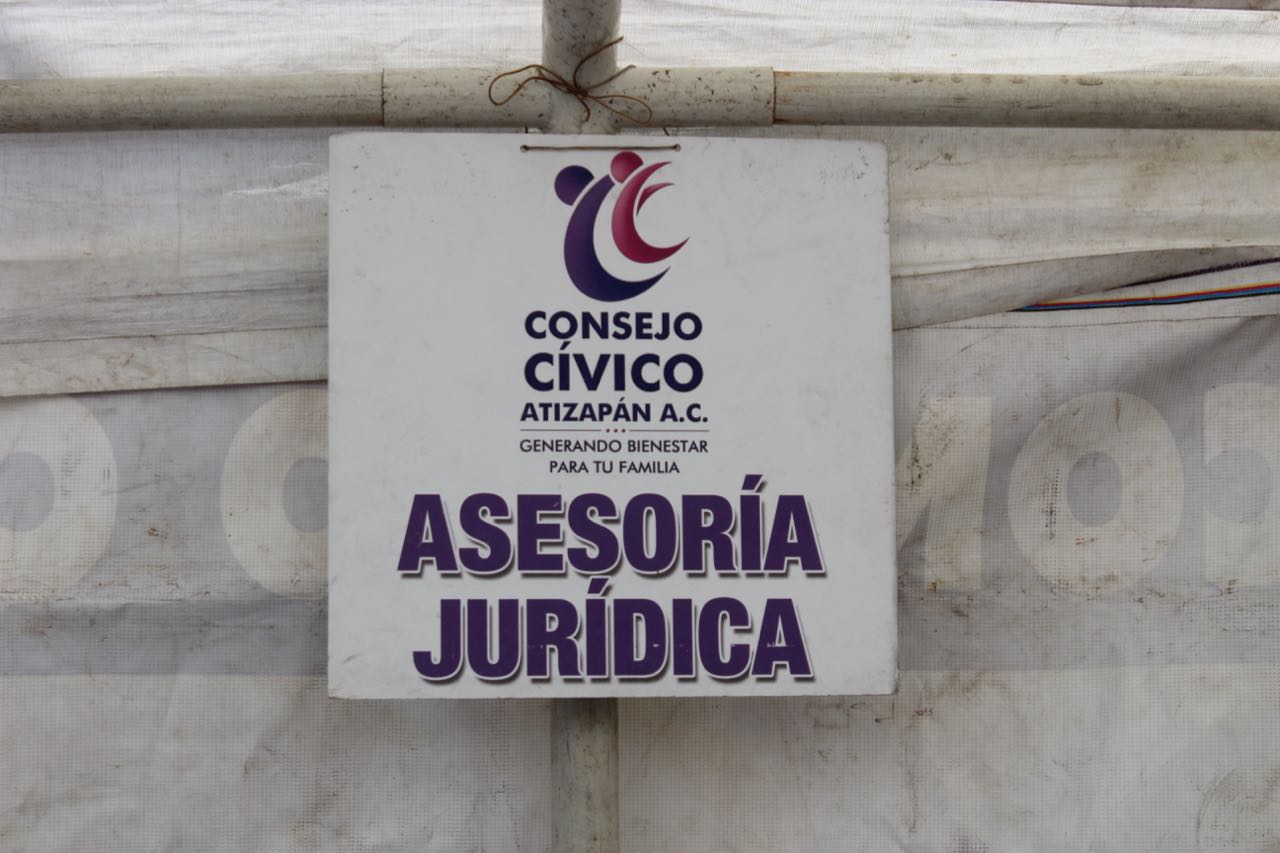 CONSEJO
CÍVICO
ATIZAPÁN A.C.
GENERANDO BIENESTAR
PARA TU FAMILIA
ASESORÍA
JURÍDICA